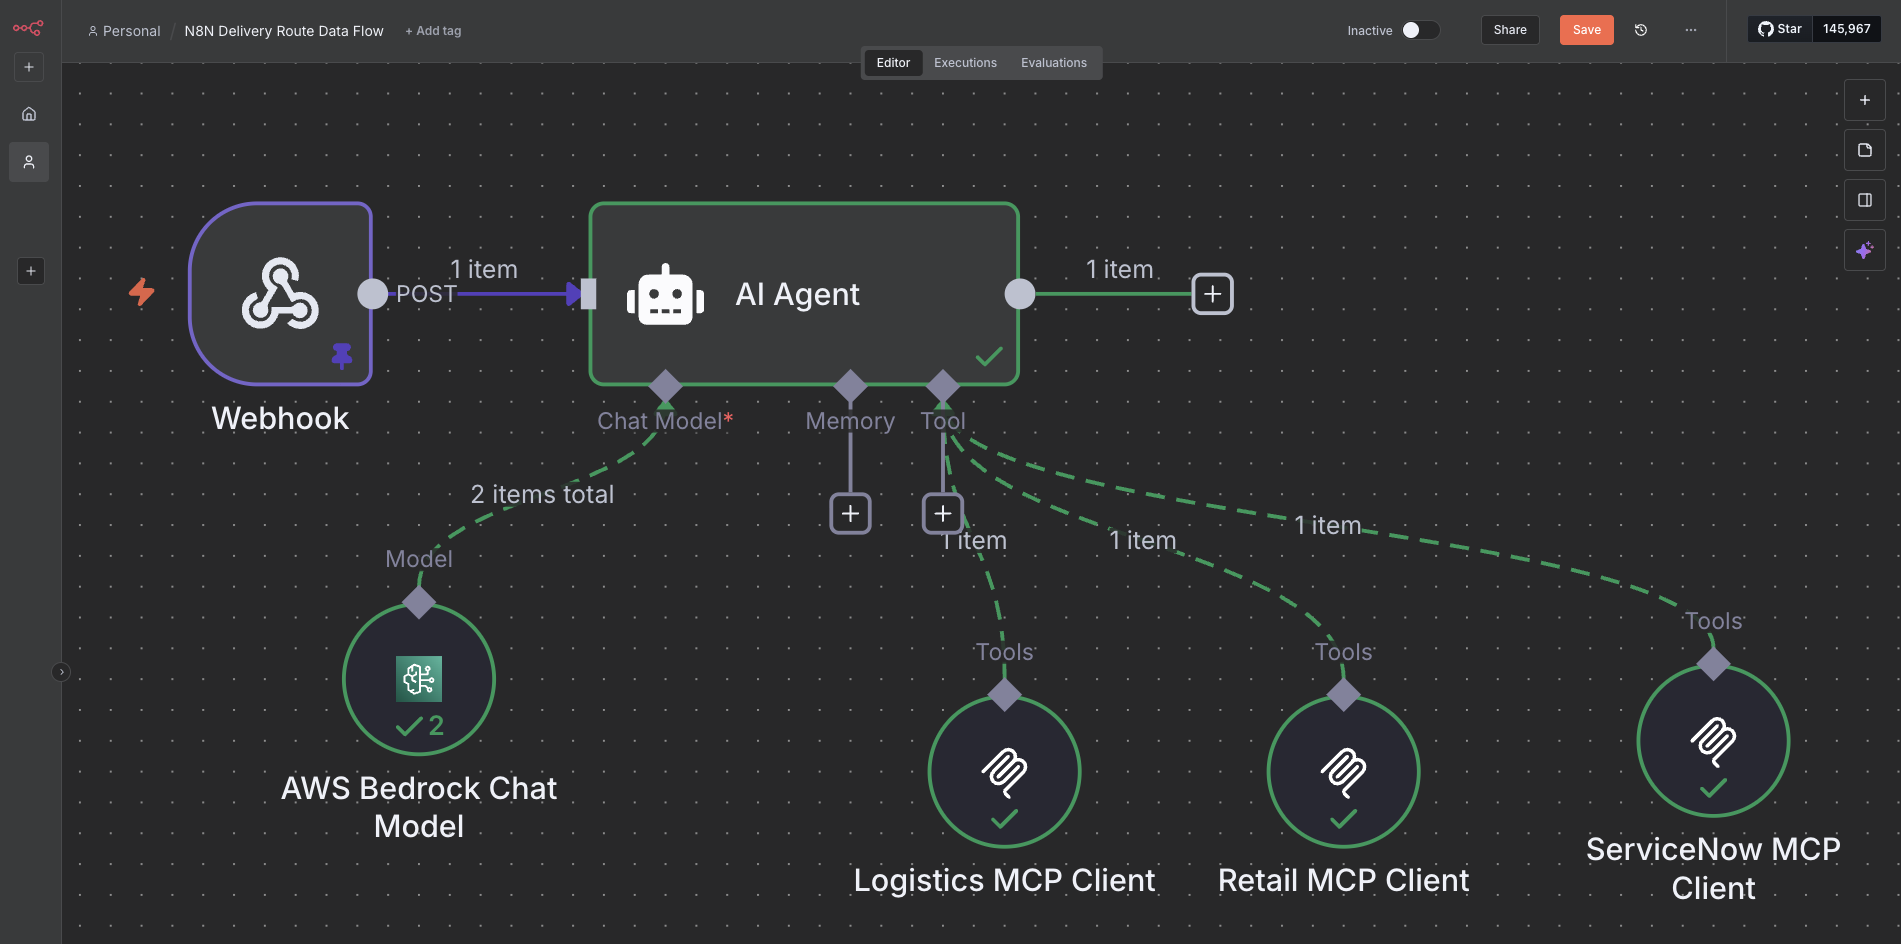 Personal / N8N Delivery Route Data Flow + Add tag
Inactive
Share
Save
...
Star 145,967
Editor Executions Evaluations
1 item
POST
AI Agent
1 item
Webhook
Chat Model*
Memory
Tool
2 items total
Model
1 item
1 item
1 item
Tools
Tools
Tools
2
AWS Bedrock Chat
Model
Logistics MCP Client
Retail MCP Client
ServiceNow MCP
Client